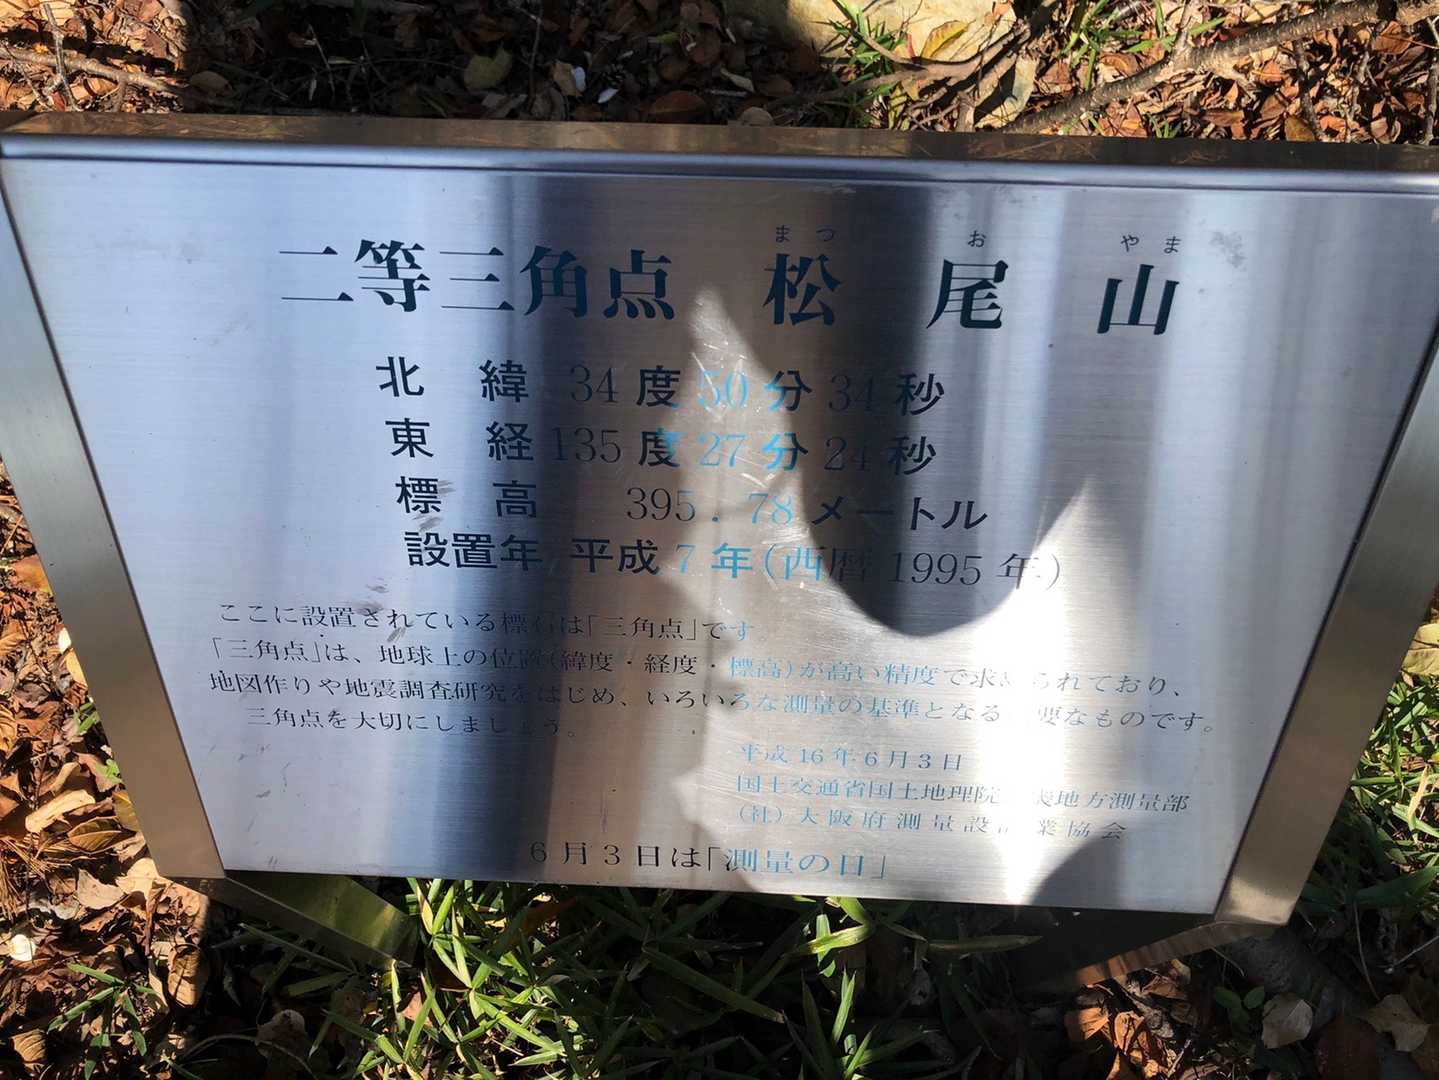 まつ お やま
二等三角点 松 尾 山
北 緯 34 度 50 分 34 秒
東 経 135 度 27 分 24 秒
標 高 395.78 メートル
設置年 平成 7 年(西暦 1995 年)
ここに設置されている標石は「三角点」です。
「三角点」は、地球上の位置(緯度・経度・標高)が高い精度で求められており、
地図作りや地震調査研究をはじめ、いろいろな測量の基準となる重要なものです。
三角点を大切にしましょう。
平成 16 年 6 月 3 日
国土交通省国土地理院近畿地方測量部
(社)大阪府測量設計業協会
6 月 3 日は「測量の日」